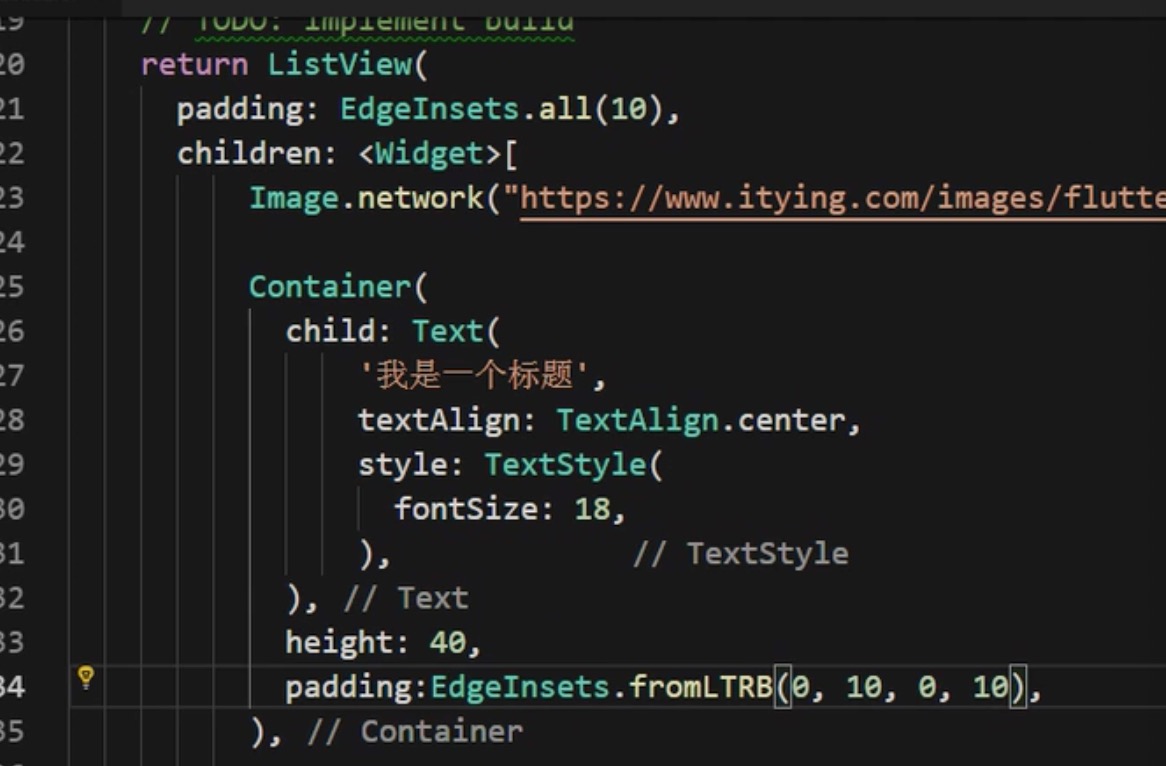 19 // TODO: implement build
20 return ListView(
21 padding: EdgeInsets.all(10),
22 children: <Widget>[
23 Image.network("https://www.itying.com/images/flutte
24
25 Container(
26 child: Text(
27 '我是一个标题',
28 textAlign: TextAlign.center,
29 style: TextStyle(
30 fontSize: 18,
31 ), // TextStyle
32 ), // Text
33 height: 40,
34 padding:EdgeInsets.fromLTRB(0, 10, 0, 10),
35 ), // Container